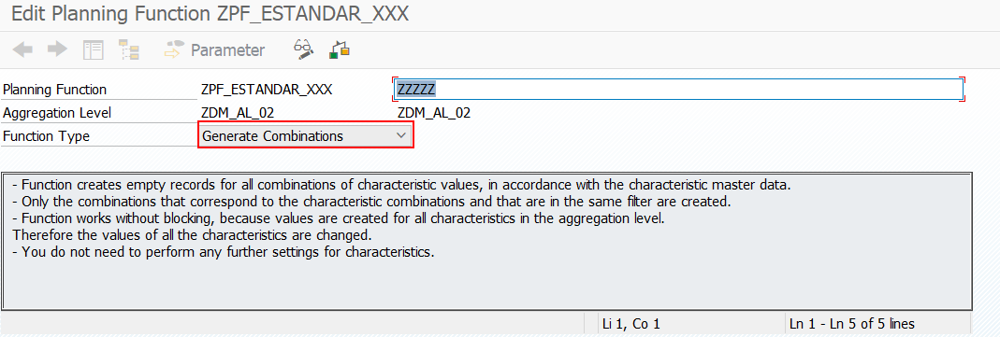 Edit Planning Function ZPF_ESTANDAR_XXX
Parameter
Planning Function ZPF_ESTANDAR_XXX ZZZZZ
Aggregation Level ZDM_AL_02 ZDM_AL_02
Function Type Generate Combinations
- Function creates empty records for all combinations of characteristic values, in accordance with the characteristic master data.
- Only the combinations that correspond to the characteristic combinations and that are in the same filter are created.
- Function works without blocking, because values are created for all characteristics in the aggregation level.
Therefore the values of all the characteristics are changed.
- You do not need to perform any further settings for characteristics.
Li 1, Co 1 Ln 1 - Ln 5 of 5 lines